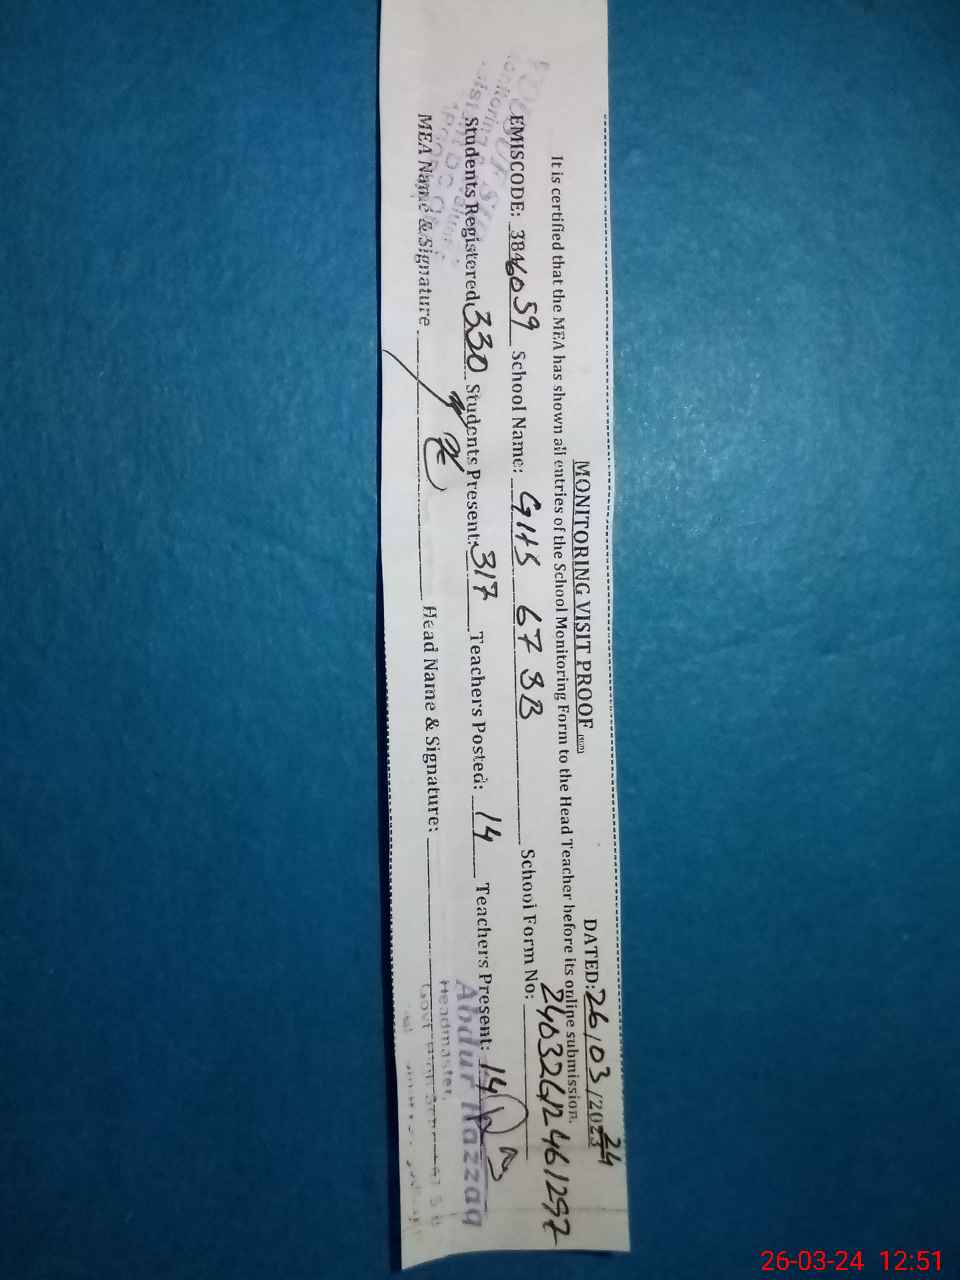 MONITORING VISIT PROOF
DATED: 26/03/2024
It is certified that the MEA has shown all entries of the School Monitoring Form to the Head Teacher before its online submission.
EMISCODE: 3846059 School Name: GHS 67 SB School Form No:
Students Registered 330 Students Present: 317 Teachers Posted: 14 Teachers Present: 14
MEA Name & Signature Head Name & Signature:
Abdur Razzaq
Headmaster,
26-03-24 12:51